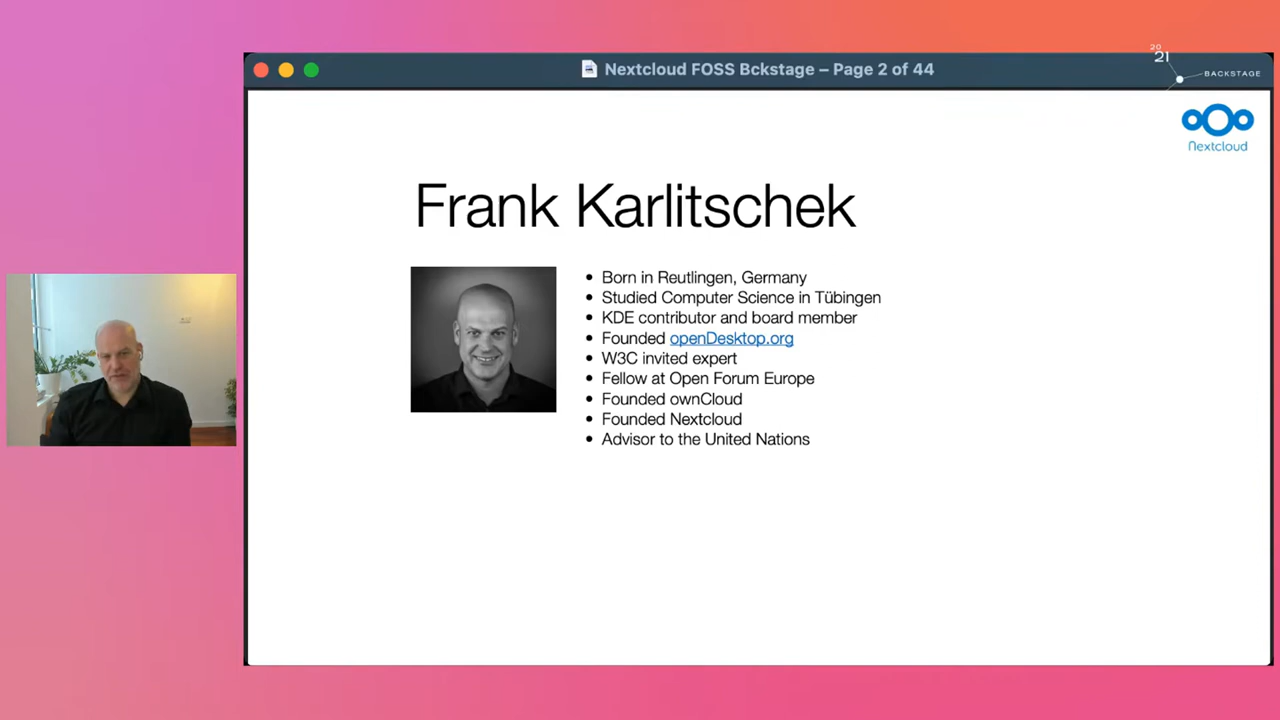 Nextcloud FOSS Bckstage – Page 2 of 44
20
21
BACKSTAGE
Nextcloud
Frank Karlitschek
• Born in Reutlingen, Germany
• Studied Computer Science in Tübingen
• KDE contributor and board member
• Founded openDesktop.org
• W3C invited expert
• Fellow at Open Forum Europe
• Founded ownCloud
• Founded Nextcloud
• Advisor to the United Nations